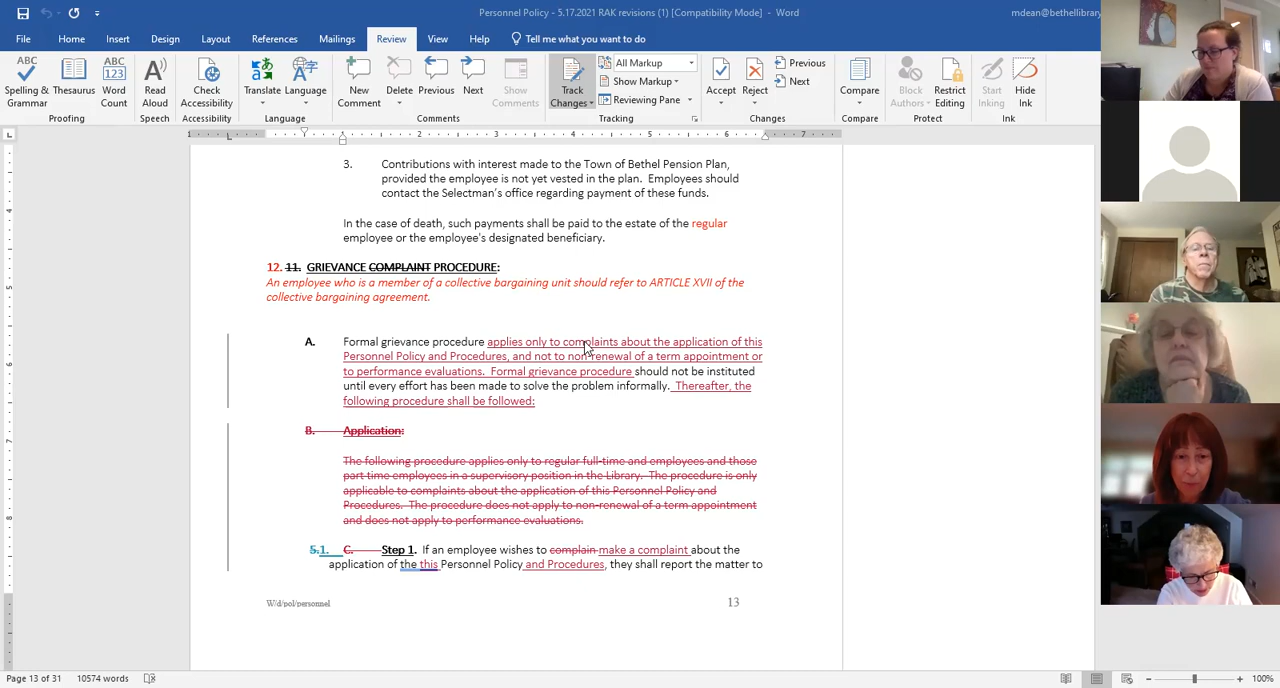 Personnel Policy - 5.17.2021 RAK revisions (1) [Compatibility Mode] - Word
mdean@bethellibrary
File Home Insert Design Layout References Mailings Review View Help Tell me what you want to do
ABC
Spelling & Grammar
Thesaurus
ABC 123
Word Count
Proofing
Read Aloud
Speech
Check Accessibility
Accessibility
Translate
Language
Language
New Comment
Delete
Previous
Next
Show Comments
Comments
Track Changes
All Markup
Show Markup
Reviewing Pane
Tracking
Accept
Reject
Previous
Next
Changes
Compare
Compare
Block Authors
Restrict Editing
Protect
Start Inking
Hide Ink
Ink
1 1 2 3 4 5 6 7
3. Contributions with interest made to the Town of Bethel Pension Plan,
provided the employee is not yet vested in the plan. Employees should
contact the Selectman's office regarding payment of these funds.
In the case of death, such payments shall be paid to the estate of the regular
employee or the employee's designated beneficiary.
12. 11. GRIEVANCE COMPLAINT PROCEDURE:
An employee who is a member of a collective bargaining unit should refer to ARTICLE XVII of the
collective bargaining agreement.
A. Formal grievance procedure applies only to complaints about the application of this
Personnel Policy and Procedures, and not to non-renewal of a term appointment or
to performance evaluations. Formal grievance procedure should not be instituted
until every effort has been made to solve the problem informally. Thereafter, the
following procedure shall be followed:
B. Application:
The following procedure applies only to regular full-time and employees and those
part time employees in a supervisory position in the Library. The procedure is only
applicable to complaints about the application of this Personnel Policy and
Procedures. The procedure does not apply to non-renewal of a term appointment
and does not apply to performance evaluations.
5.1. C. Step 1. If an employee wishes to complain make a complaint about the
application of the this Personnel Policy and Procedures, they shall report the matter to
W/d/pol/personnel
13
4
5
6
7
8
Page 13 of 31 10574 words
100%